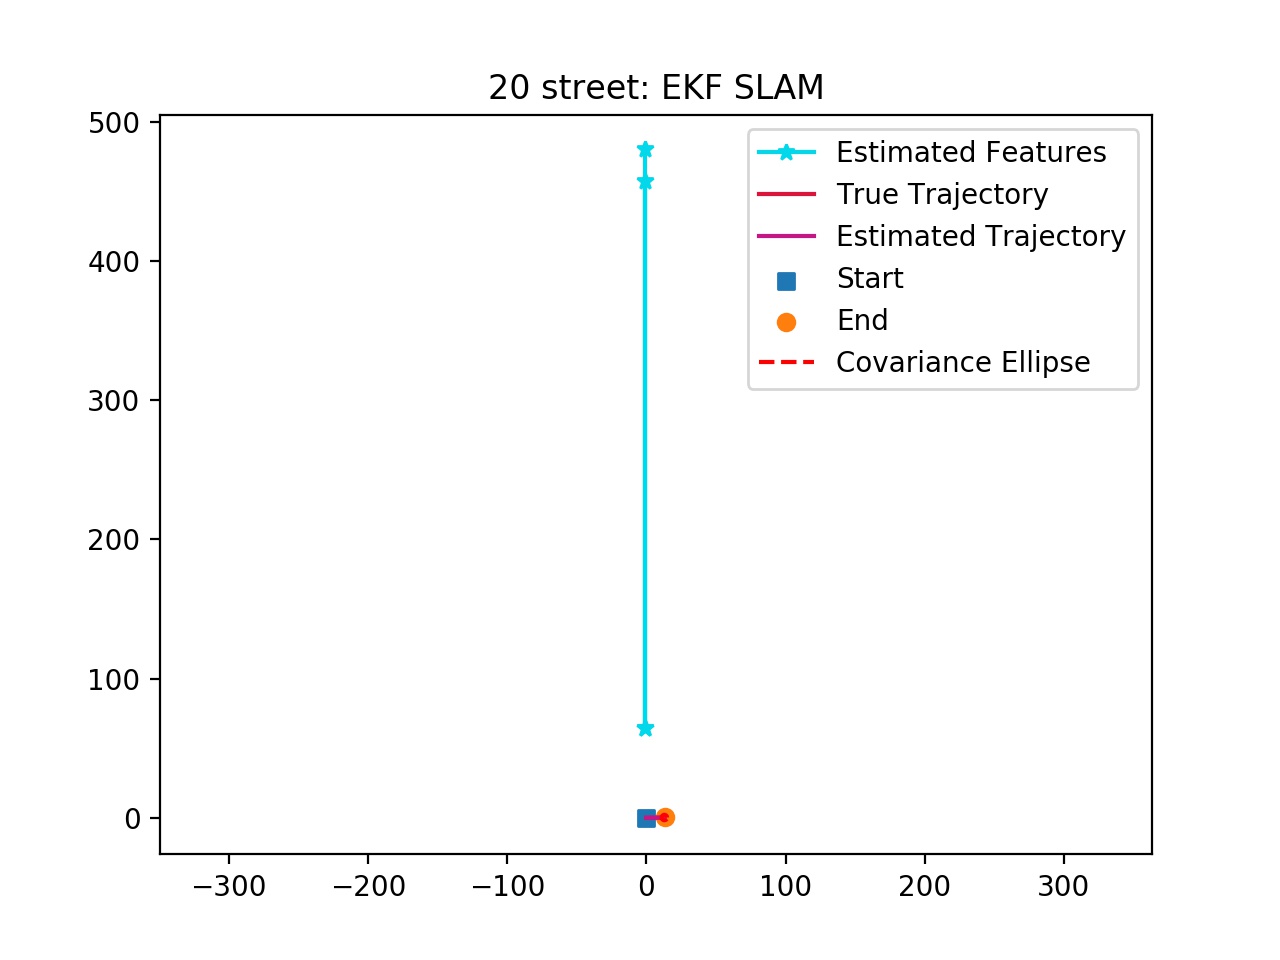 20 street: EKF SLAM
500
400
300
200
100
0
−300
−200
−100
0
100
200
300
Estimated Features
True Trajectory
Estimated Trajectory
Start
End
Covariance Ellipse